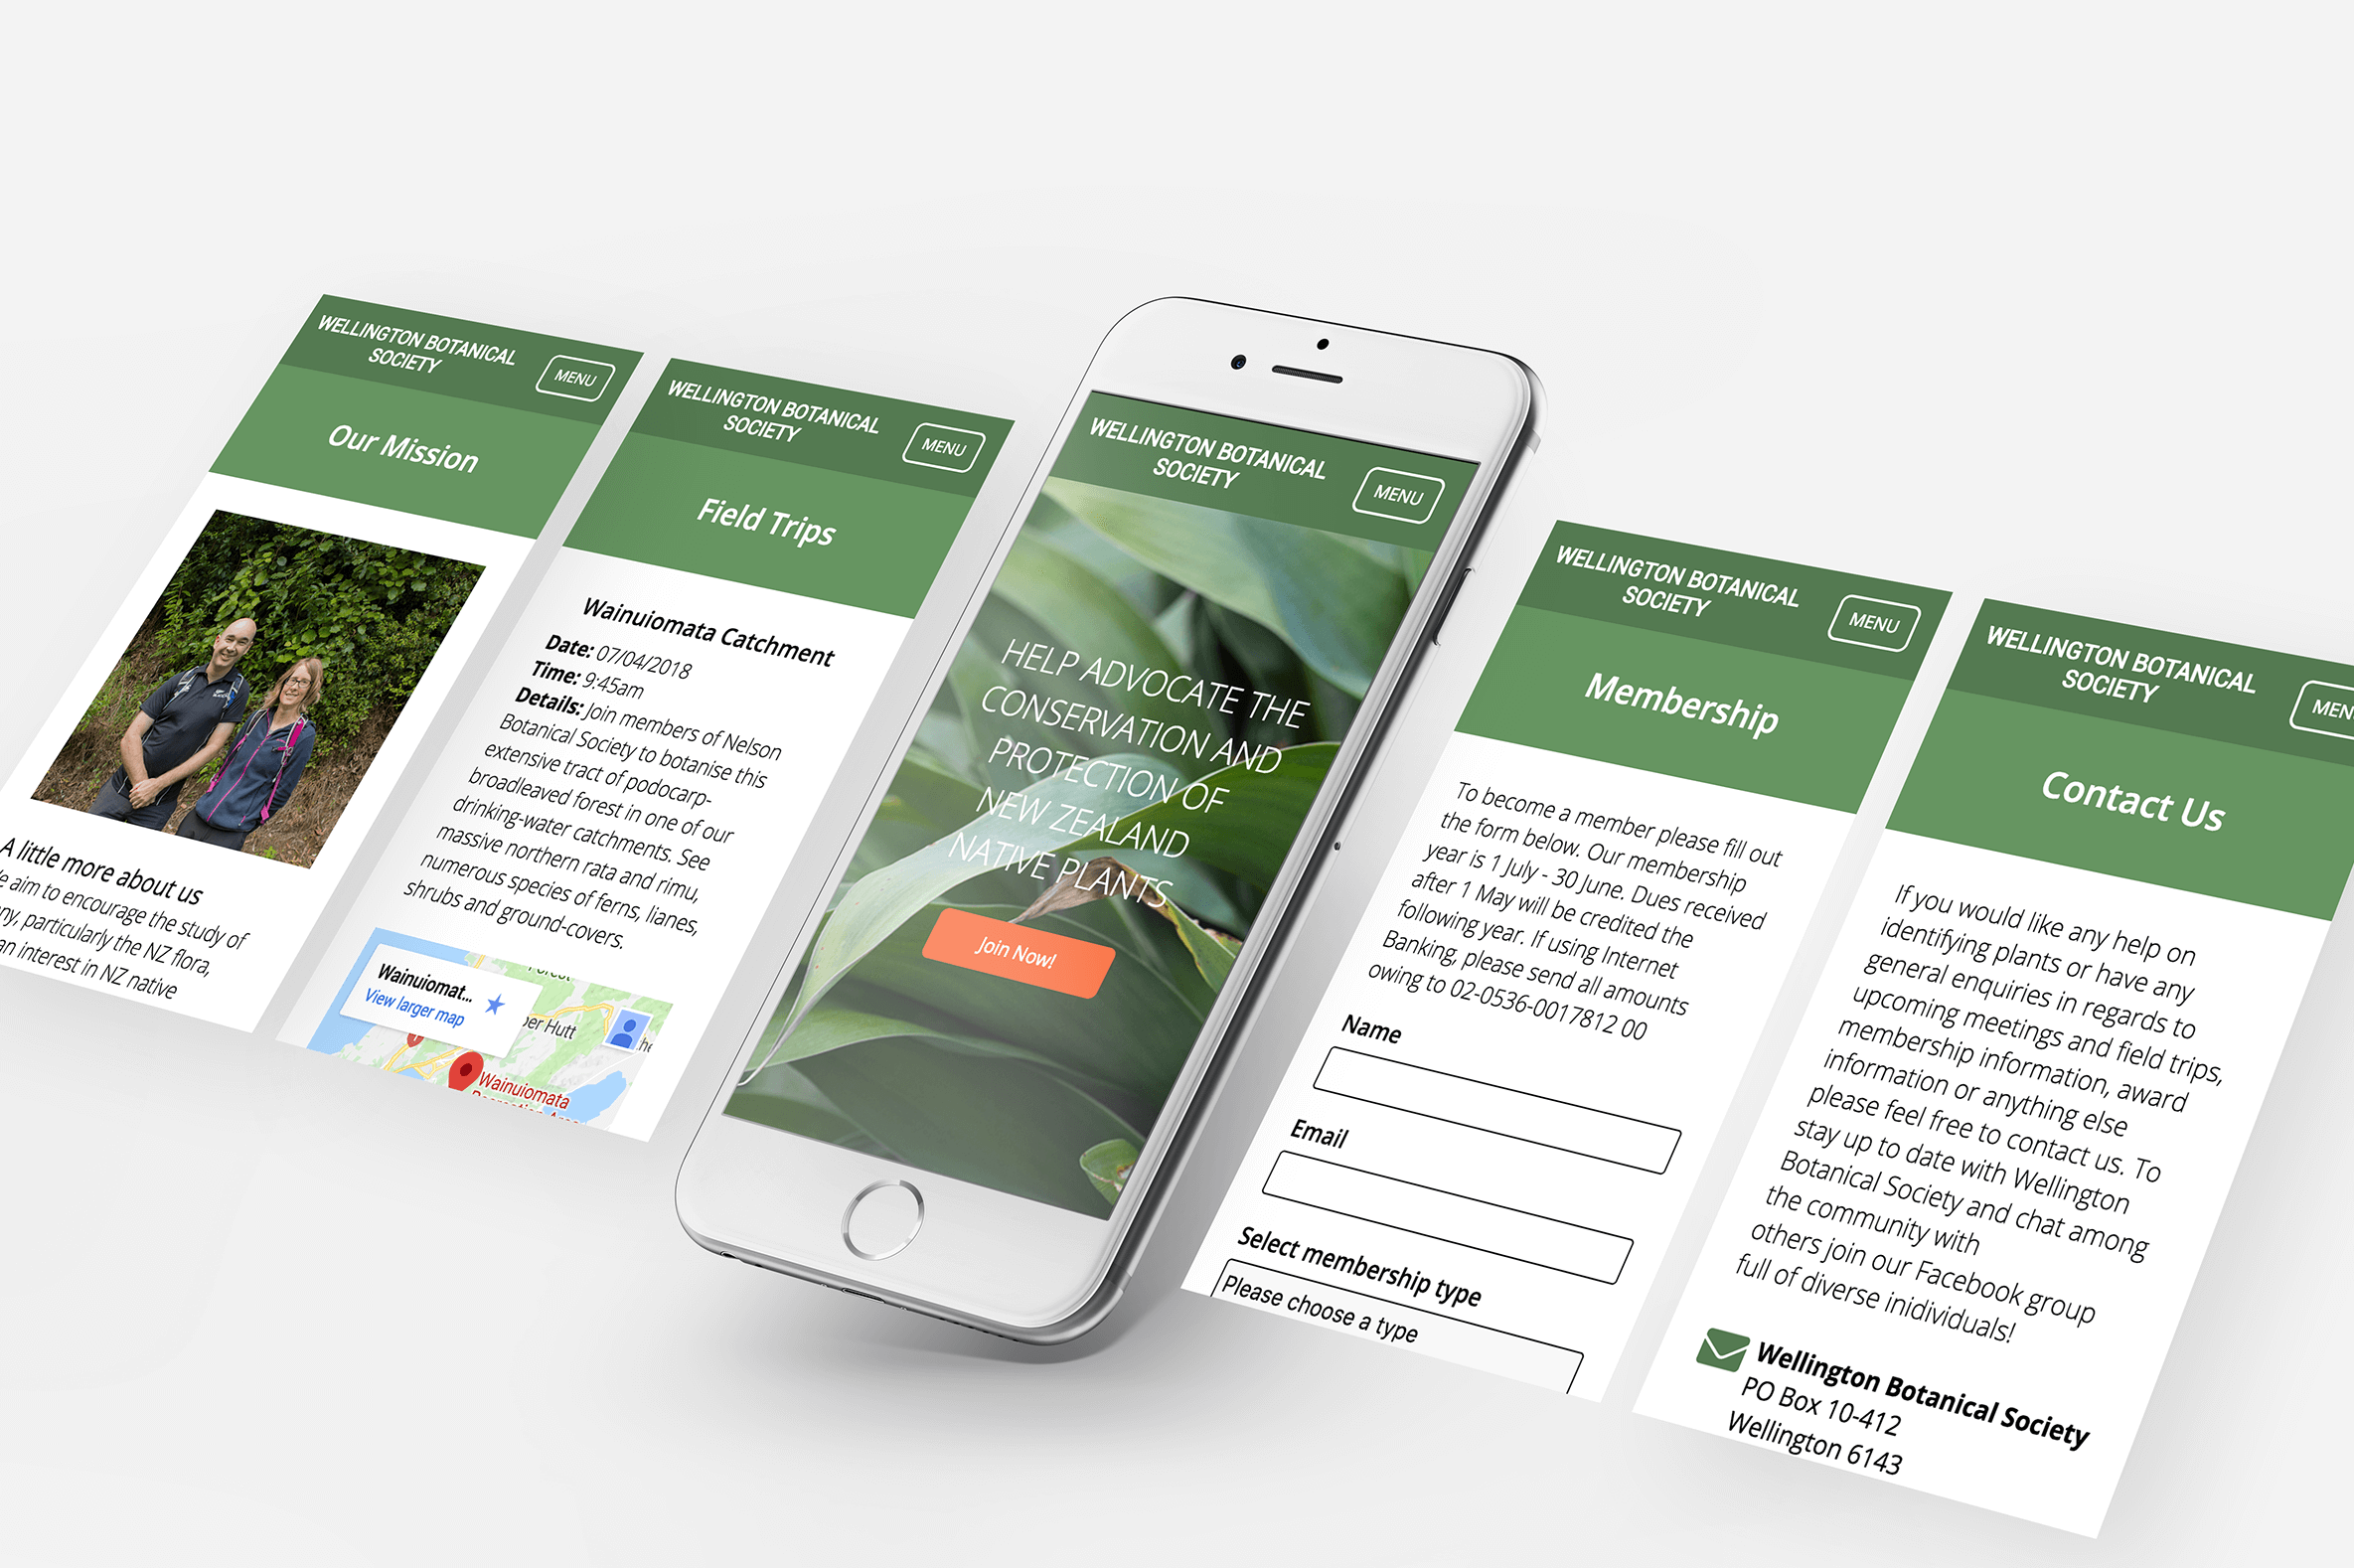 WELLINGTON BOTANICAL
SOCIETY
MENU
Our Mission
A little more about us
aim to encourage the study of
particularly the NZ flora,
an interest in NZ native
WELLINGTON BOTANICAL
SOCIETY
MENU
Field Trips
Wainuiomata Catchment
Date: 07/04/2018
Time: 9:45am
Details: Join members of Nelson
Botanical Society to botanise this
extensive tract of podocarp-
broadleaved forest in one of our
drinking-water catchments. See
massive northern rata and rimu,
numerous species of ferns, lianes,
shrubs and ground-covers.
Wainuiomat...
View larger map
Hutt
Wainuiomata
WELLINGTON BOTANICAL
SOCIETY
MENU
HELP ADVOCATE THE
CONSERVATION AND
PROTECTION OF
NEW ZEALAND
NATIVE PLANTS
Join Now!
WELLINGTON BOTANICAL
SOCIETY
MENU
Membership
To become a member please fill out
the form below. Our membership
year is 1 July - 30 June. Dues received
after 1 May will be credited the
following year. If using Internet
Banking, please send all amounts
owing to 02-0536-0017812 00
Name
Email
Select membership type
Please choose a type
WELLINGTON BOTANICAL
SOCIETY
MEN
Contact Us
If you would like any help on
identifying plants or have any
general enquiries in regards to
upcoming meetings and field trips,
membership information, award
information or anything else
please feel free to contact us. To
stay up to date with Wellington
Botanical Society and chat among
the community with
others join our Facebook group
full of diverse inidividuals!
Wellington Botanical Society
PO Box 10-412
Wellington 6143